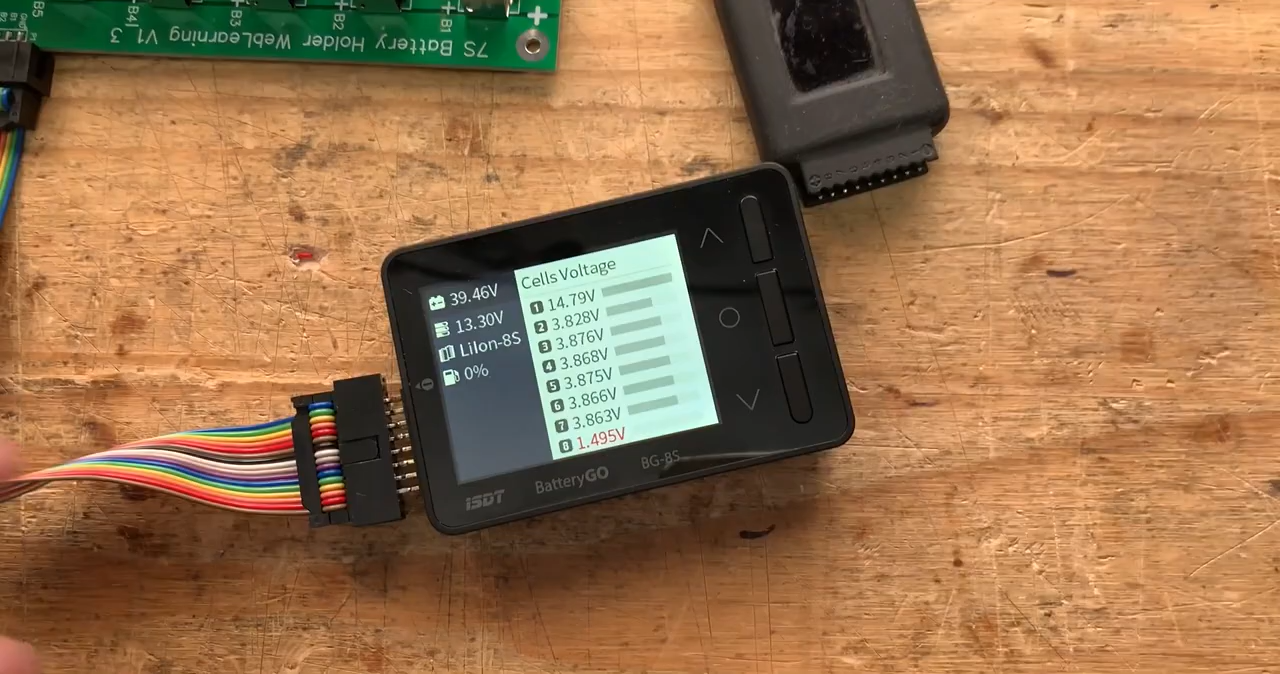 B5
B4
B3
B2
+B1
+
7S Battery Holder WebLearning V1.3
Cells Voltage
39.46V
13.30V
LiIon-8S
0%
1 14.79V
2 3.828V
3 3.876V
4 3.868V
5 3.875V
6 3.866V
7 3.863V
8 1.495V
iSDT
BatteryGO
BG-8S